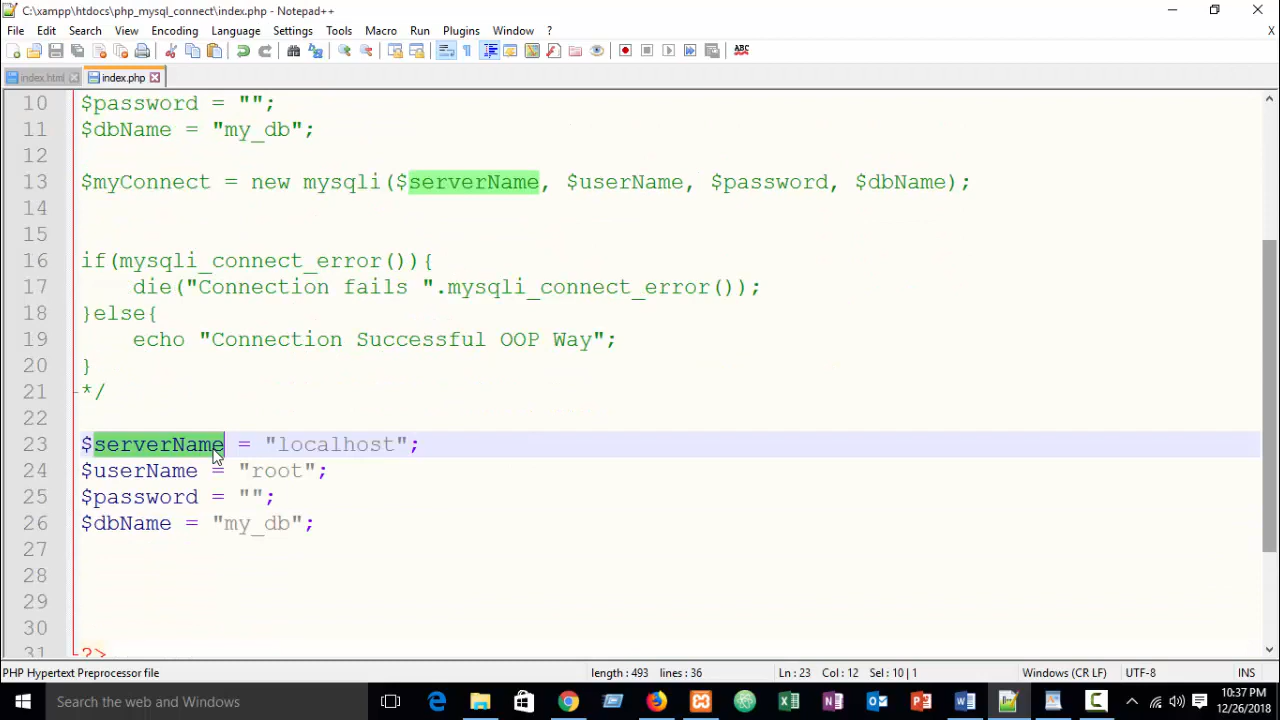 C:\xampp\htdocs\php_mysql_connect\index.php - Notepad++
File Edit Search View Encoding Language Settings Tools Macro Run Plugins Window ? X
index.html index.php
10 $password = "";
11 $dbName = "my_db";
12
13 $myConnect = new mysqli($serverName, $userName, $password, $dbName);
14
15
16 if(mysqli_connect_error()){
17 die("Connection fails ".mysqli_connect_error());
18 }else{
19 echo "Connection Successful OOP Way";
20 }
21 */
22
23 $serverName = "localhost";
24 $userName = "root";
25 $password = "";
26 $dbName = "my_db";
27
28
29
30
31 ?>
PHP Hypertext Preprocessor file length : 493 lines : 36 Ln : 23 Col : 12 Sel : 10 | 1 Windows (CR LF) UTF-8 INS
Search the web and Windows 10:37 PM
12/26/2018